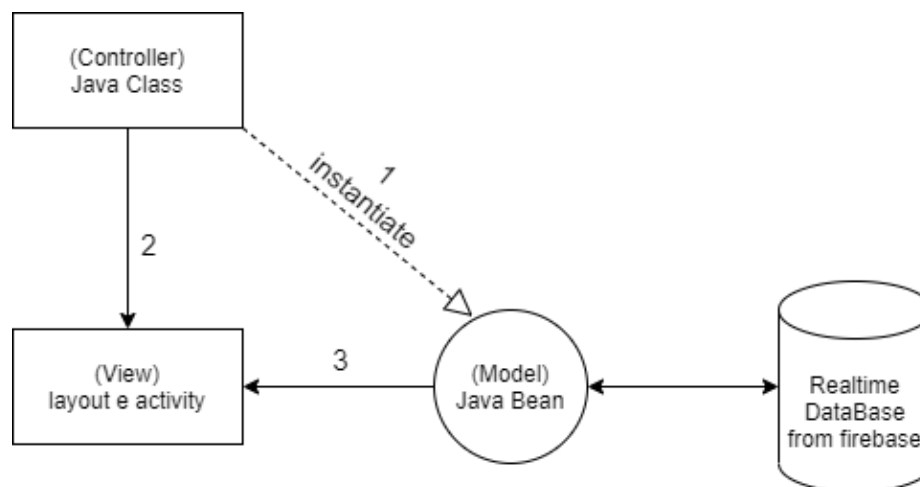 (Controller)
Java Class
1
instantiate
2
(View)
layout e activity
3
(Model)
Java Bean
Realtime
DataBase
from firebase